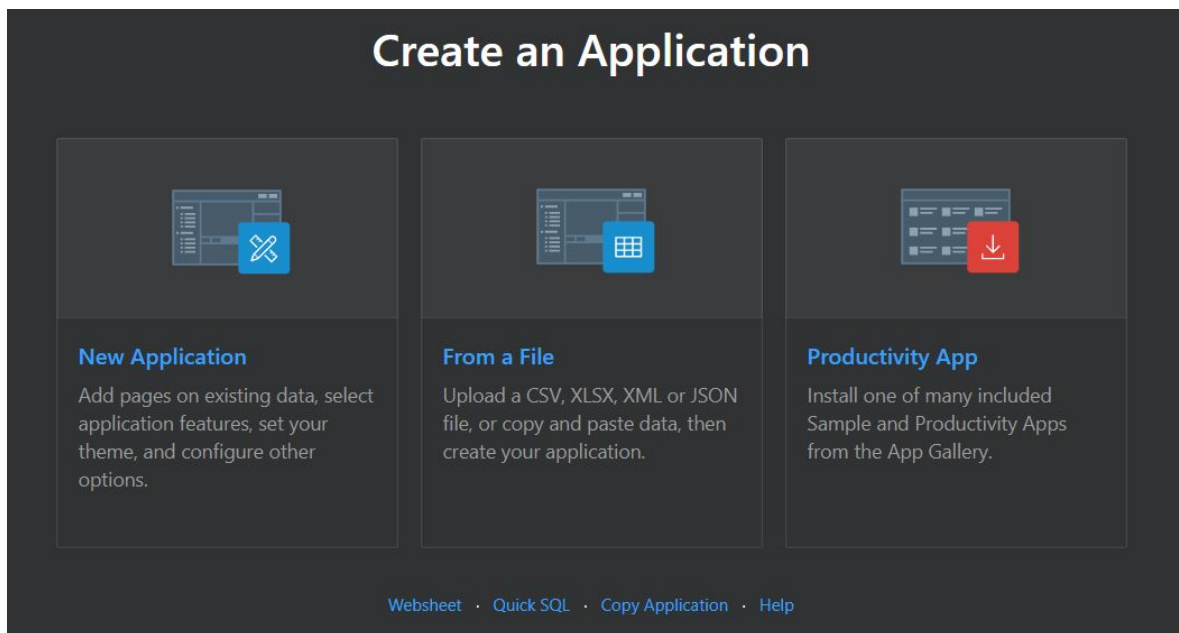 Create an Application
New Application
Add pages on existing data, select
application features, set your
theme, and configure other
options.
From a File
Upload a CSV, XLSX, XML or JSON
file, or copy and paste data, then
create your application.
Productivity App
Install one of many included
Sample and Productivity Apps
from the App Gallery.
Websheet · Quick SQL · Copy Application · Help